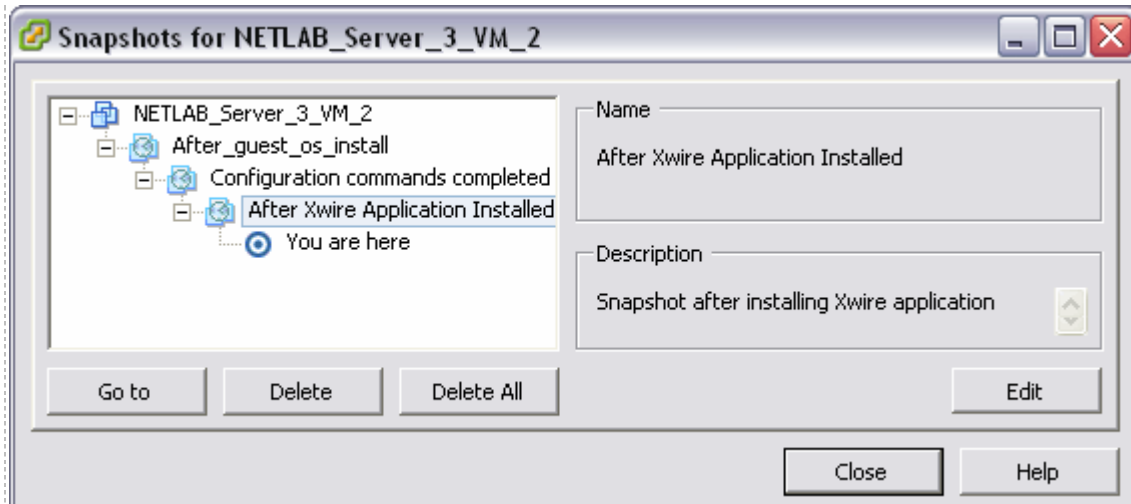 Snapshots for NETLAB_Server_3_VM_2
NETLAB_Server_3_VM_2
After_guest_os_install
Configuration commands completed
After Xwire Application Installed
You are here
Name
After Xwire Application Installed
Description
Snapshot after installing Xwire application
Go to
Delete
Delete All
Edit
Close
Help